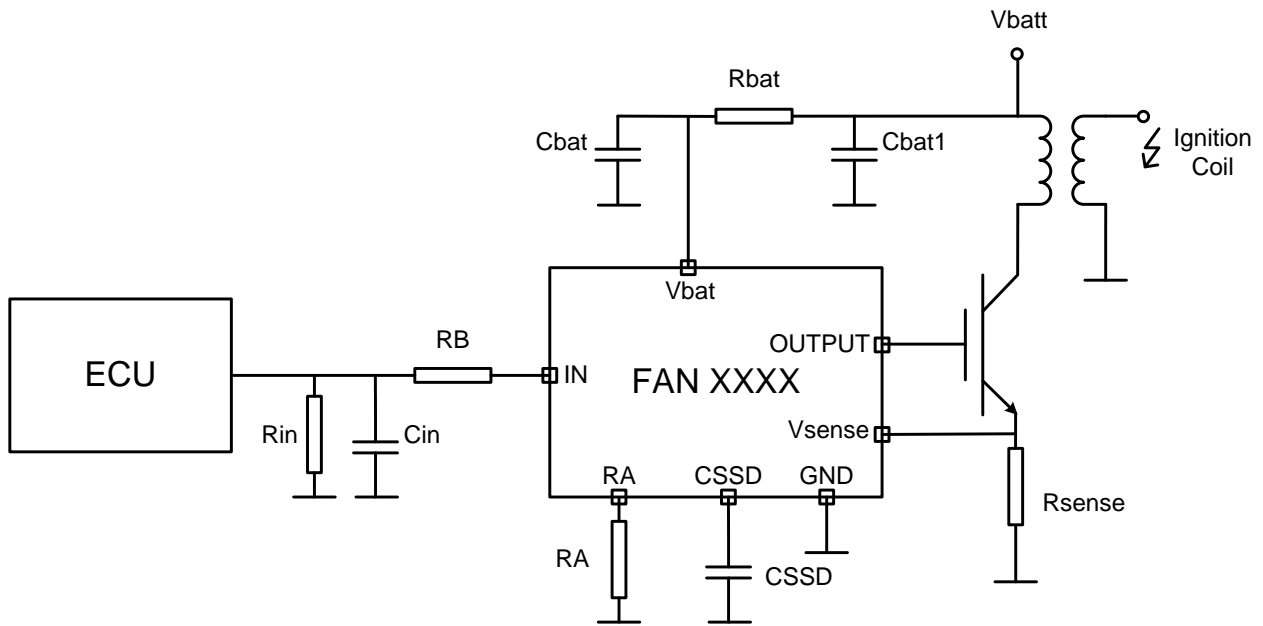 Vbatt
Rbat
Cbat
Cbat1
Ignition
Coil
Vbat
ECU
RB
IN
OUTPUT
FAN XXXX
Rin
Cin
Vsense
RA
CSSD
GND
Rsense
RA
CSSD